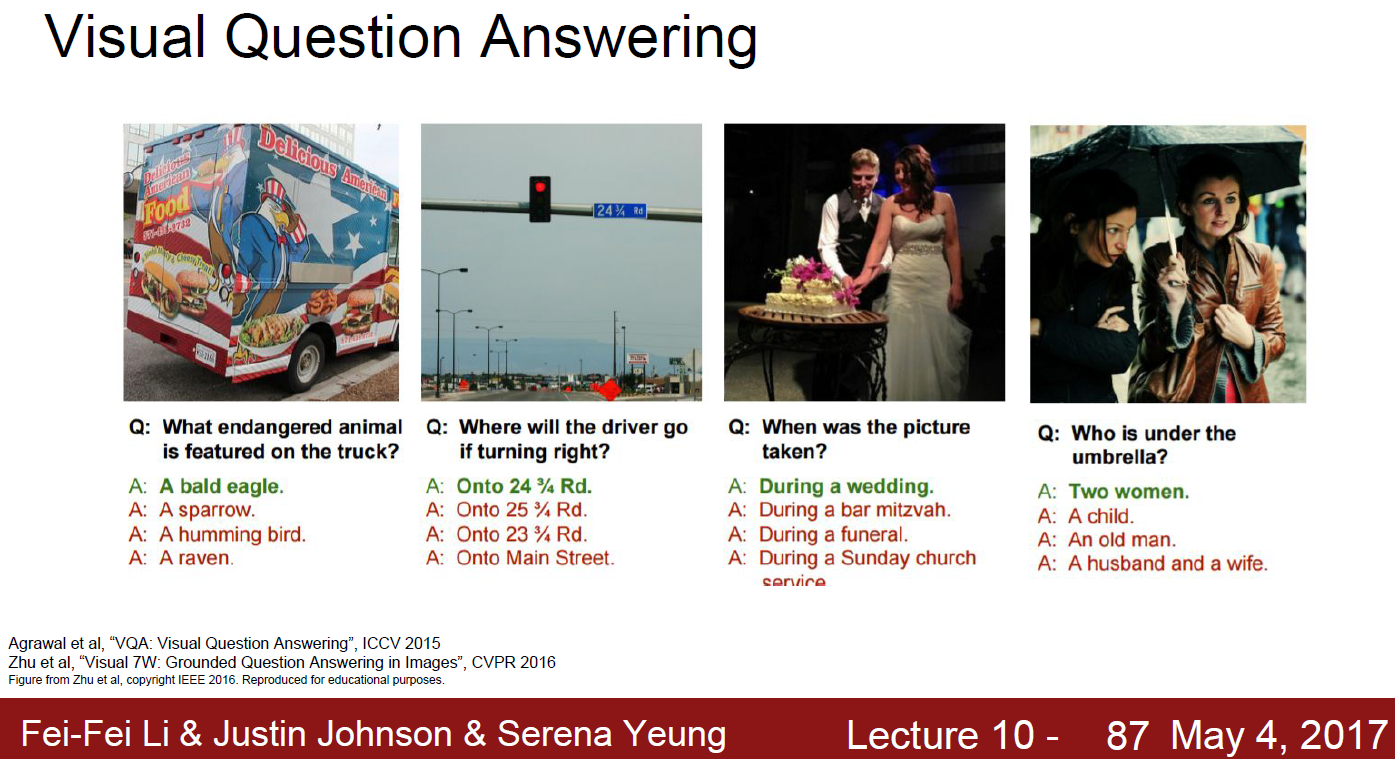 Visual Question Answering
Delicious American
Delicious
American
Food
24 ¾ Rd
Q: What endangered animal
is featured on the truck?
A: A bald eagle.
A: A sparrow.
A: A humming bird.
A: A raven.
Q: Where will the driver go
if turning right?
A: Onto 24 ¾ Rd.
A: Onto 25 ¾ Rd.
A: Onto 23 ¾ Rd.
A: Onto Main Street.
Q: When was the picture
taken?
A: During a wedding.
A: During a bar mitzvah.
A: During a funeral.
A: During a Sunday church
service
Q: Who is under the
umbrella?
A: Two women.
A: A child.
A: An old man.
A: A husband and a wife.
Agrawal et al, “VQA: Visual Question Answering”, ICCV 2015
Zhu et al, “Visual 7W: Grounded Question Answering in Images”, CVPR 2016
Figure from Zhu et al, copyright IEEE 2016. Reproduced for educational purposes.
Fei-Fei Li & Justin Johnson & Serena Yeung
Lecture 10 - 87 May 4, 2017